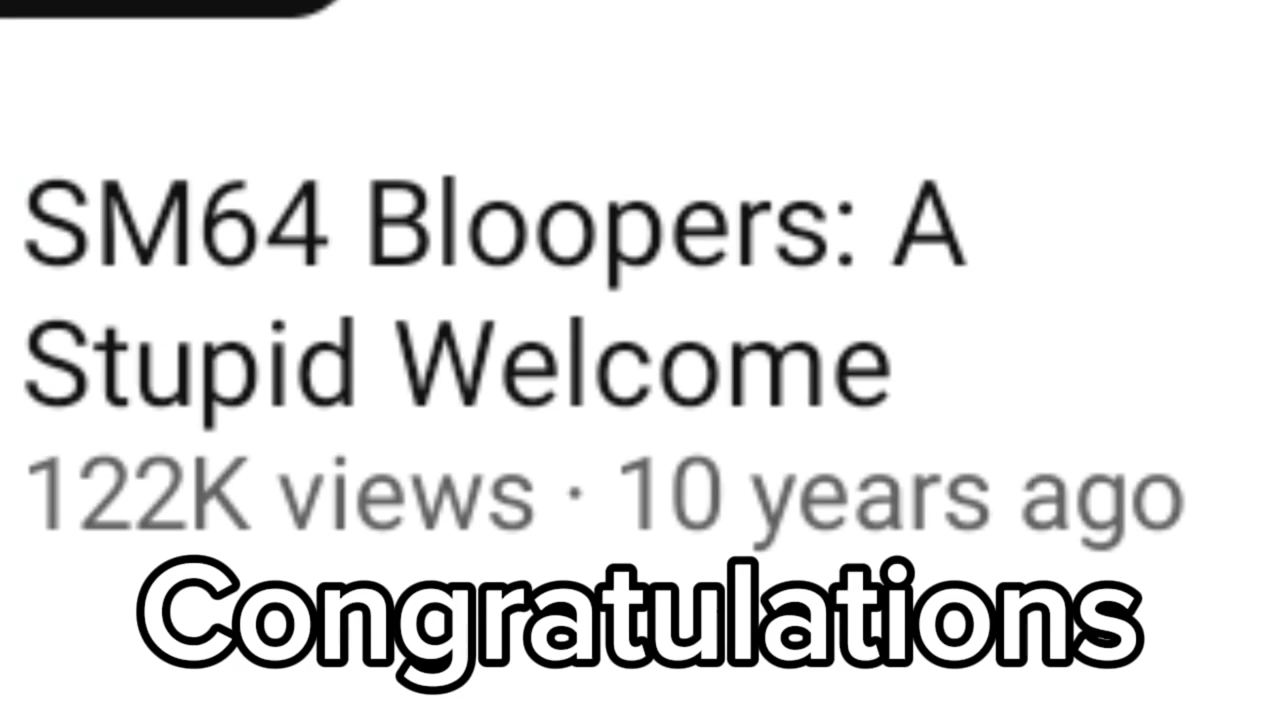 SM64 Bloopers: A
Stupid Welcome
122K views · 10 years ago
Congratulations